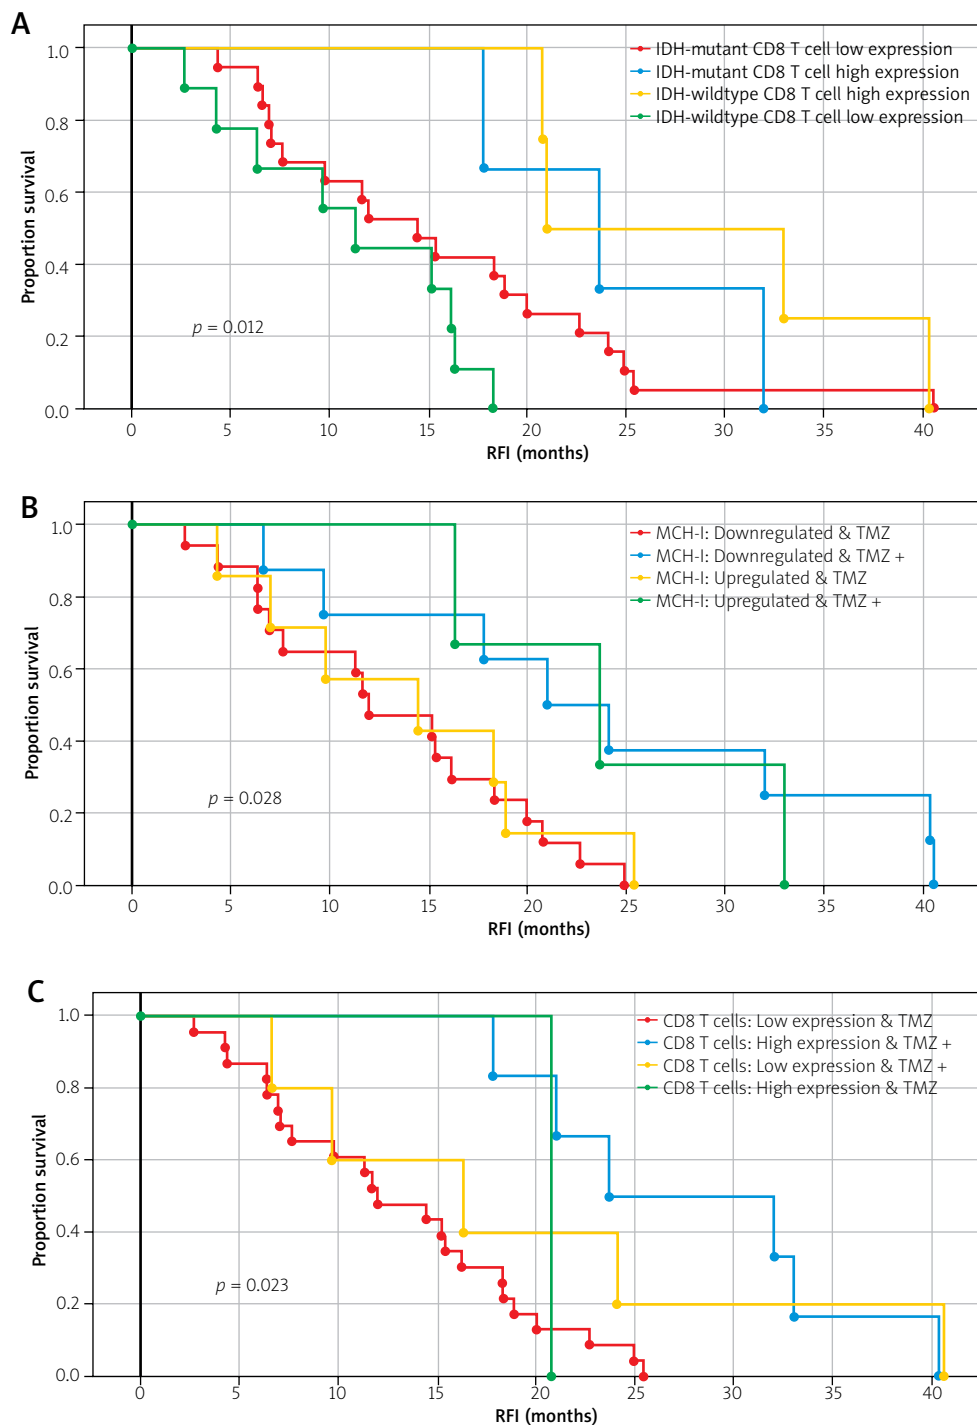 A
1.0
0.8
0.6
0.4
0.2
0.0
Proportion survival
IDH-mutant CD8 T cell low expression
IDH-mutant CD8 T cell high expression
IDH-wildtype CD8 T cell high expression
IDH-wildtype CD8 T cell low expression
p = 0.012
0 5 10 15 20 25 30 35 40
RFI (months)
B
1.0
0.8
0.6
0.4
0.2
0.0
Proportion survival
MCH-I: Downregulated & TMZ
MCH-I: Downregulated & TMZ +
MCH-I: Upregulated & TMZ
MCH-I: Upregulated & TMZ +
p = 0.028
0 5 10 15 20 25 30 35 40
RFI (months)
C
1.0
0.8
0.6
0.4
0.2
0.0
Proportion survival
CD8 T cells: Low expression & TMZ
CD8 T cells: High expression & TMZ +
CD8 T cells: Low expression & TMZ +
CD8 T cells: High expression & TMZ
p = 0.023
0 5 10 15 20 25 30 35 40
RFI (months)